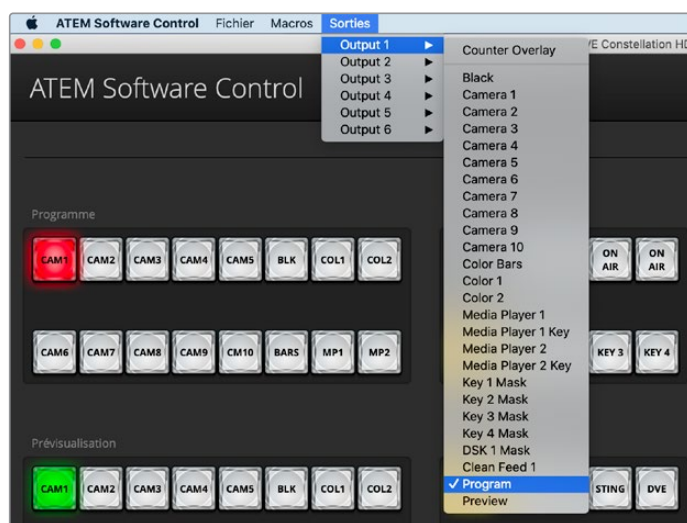 ATEM Software Control Fichier Macros Sorties
Output 1
Output 2
Output 3
Output 4
Output 5
Output 6
Counter Overlay
Black
Camera 1
Camera 2
Camera 3
Camera 4
Camera 5
Camera 6
Camera 7
Camera 8
Camera 9
Camera 10
Color Bars
Color 1
Color 2
Media Player 1
Media Player 1 Key
Media Player 2
Media Player 2 Key
Key 1 Mask
Key 2 Mask
Key 3 Mask
Key 4 Mask
DSK 1 Mask
Clean Feed 1
✓ Program
Preview
Constellation HD
ATEM Software Control
Programme
CAM1 CAM2 CAM3 CAM4 CAM5 BLK COL1 COL2
ON AIR ON AIR
CAM6 CAM7 CAM8 CAM9 CM10 BARS MP1 MP2
KEY 3 KEY 4
Prévisualisation
CAM1 CAM2 CAM3 CAM4 CAM5 BLK COL1 COL2
STING DVE